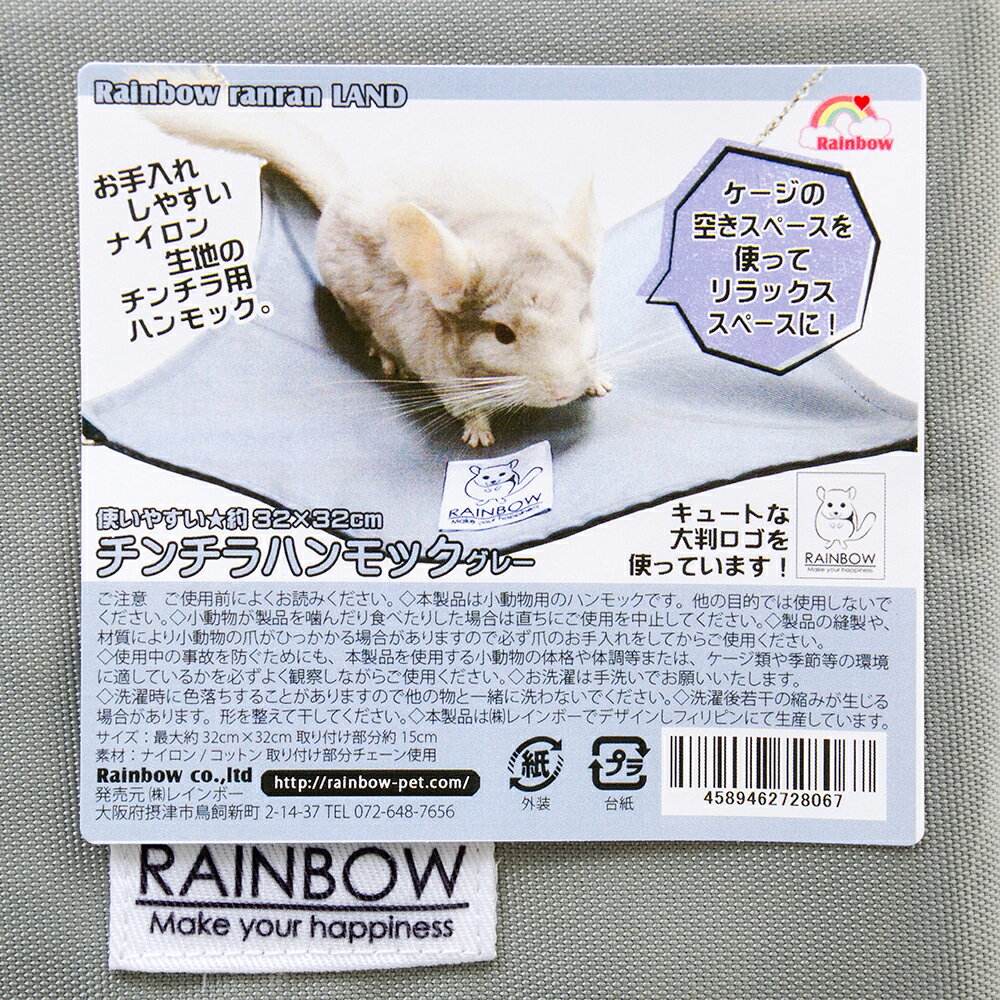 Rainbow ranran LAND
Rainbow
お手入れ
しやすい
ナイロン
生地の
チンチラ用
ハンモック。
ケージの
空きスペースを
使って
リラックス
スペースに！
RAINBOW
Make your happiness
使いやすい★約32×32cm
チンチラハンモックグレー
キュートな
大判ロゴを
使っています！
RAINBOW
Make your happiness
ご注意　ご使用前によくお読みください。◇本製品は小動物用のハンモックです。他の目的では使用しないで
ください。◇小動物が製品を噛んだり食べたりした場合は直ちにご使用を中止してください。◇製品の縫製や、
材質により小動物の爪がひっかかる場合がありますので必ず爪のお手入れをしてからご使用ください。
◇使用中の事故を防ぐためにも、本製品を使用する小動物の体格や体調等または、ケージ類や季節等の環境
に適しているかを必ずよく観察しながらご使用ください。◇お洗濯は手洗いでお願いいたします。
◇洗濯時に色落ちすることがありますので他の物と一緒に洗わないでください。◇洗濯後若干の縮みが生じる
場合があります。形を整えて干してください。◇本製品は㈱レインボーでデザインしフィリピンにて生産しています。
サイズ：最大約 32cm×32cm 取り付け部分約 15cm
素材：ナイロン / コットン 取り付け部分チェーン使用
Rainbow co.,ltd http://rainbow-pet.com/
発売元 ㈱レインボー
大阪府摂津市鳥飼新町 2-14-37 TEL 072-648-7656
紙
外装
プラ
台紙
4589462728067
RAINBOW
Make your happiness